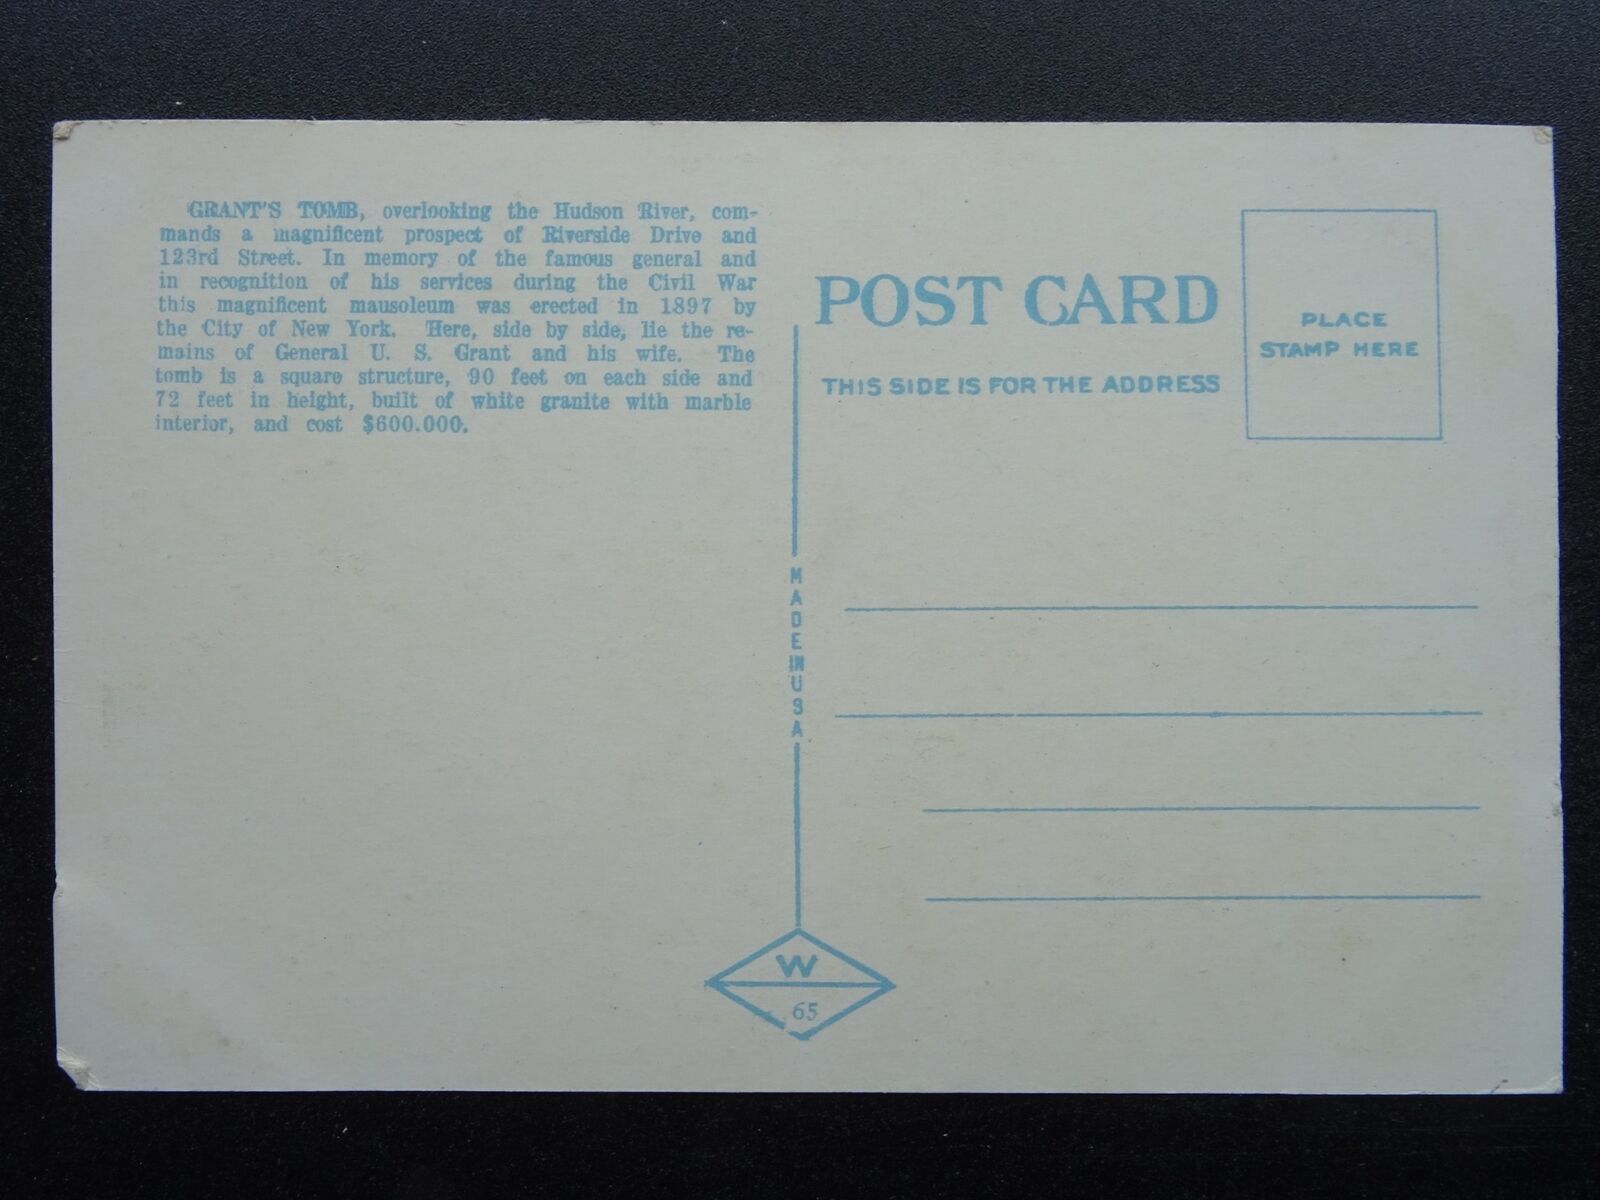 GRANT'S TOMB, overlooking the Hudson River, com-
mands a magnificent prospect of Riverside Drive and
123rd Street. In memory of the famous general and
in recognition of his services during the Civil War
this magnificent mausoleum was erected in 1897 by
the City of New York. Here, side by side, lie the re-
mains of General U. S. Grant and his wife. The
tomb is a square structure, 90 feet on each side and
72 feet in height, built of white granite with marble
interior, and cost $600.000.
POST CARD
THIS SIDE IS FOR THE ADDRESS
PLACE
STAMP HERE
MADE IN USA
W
65